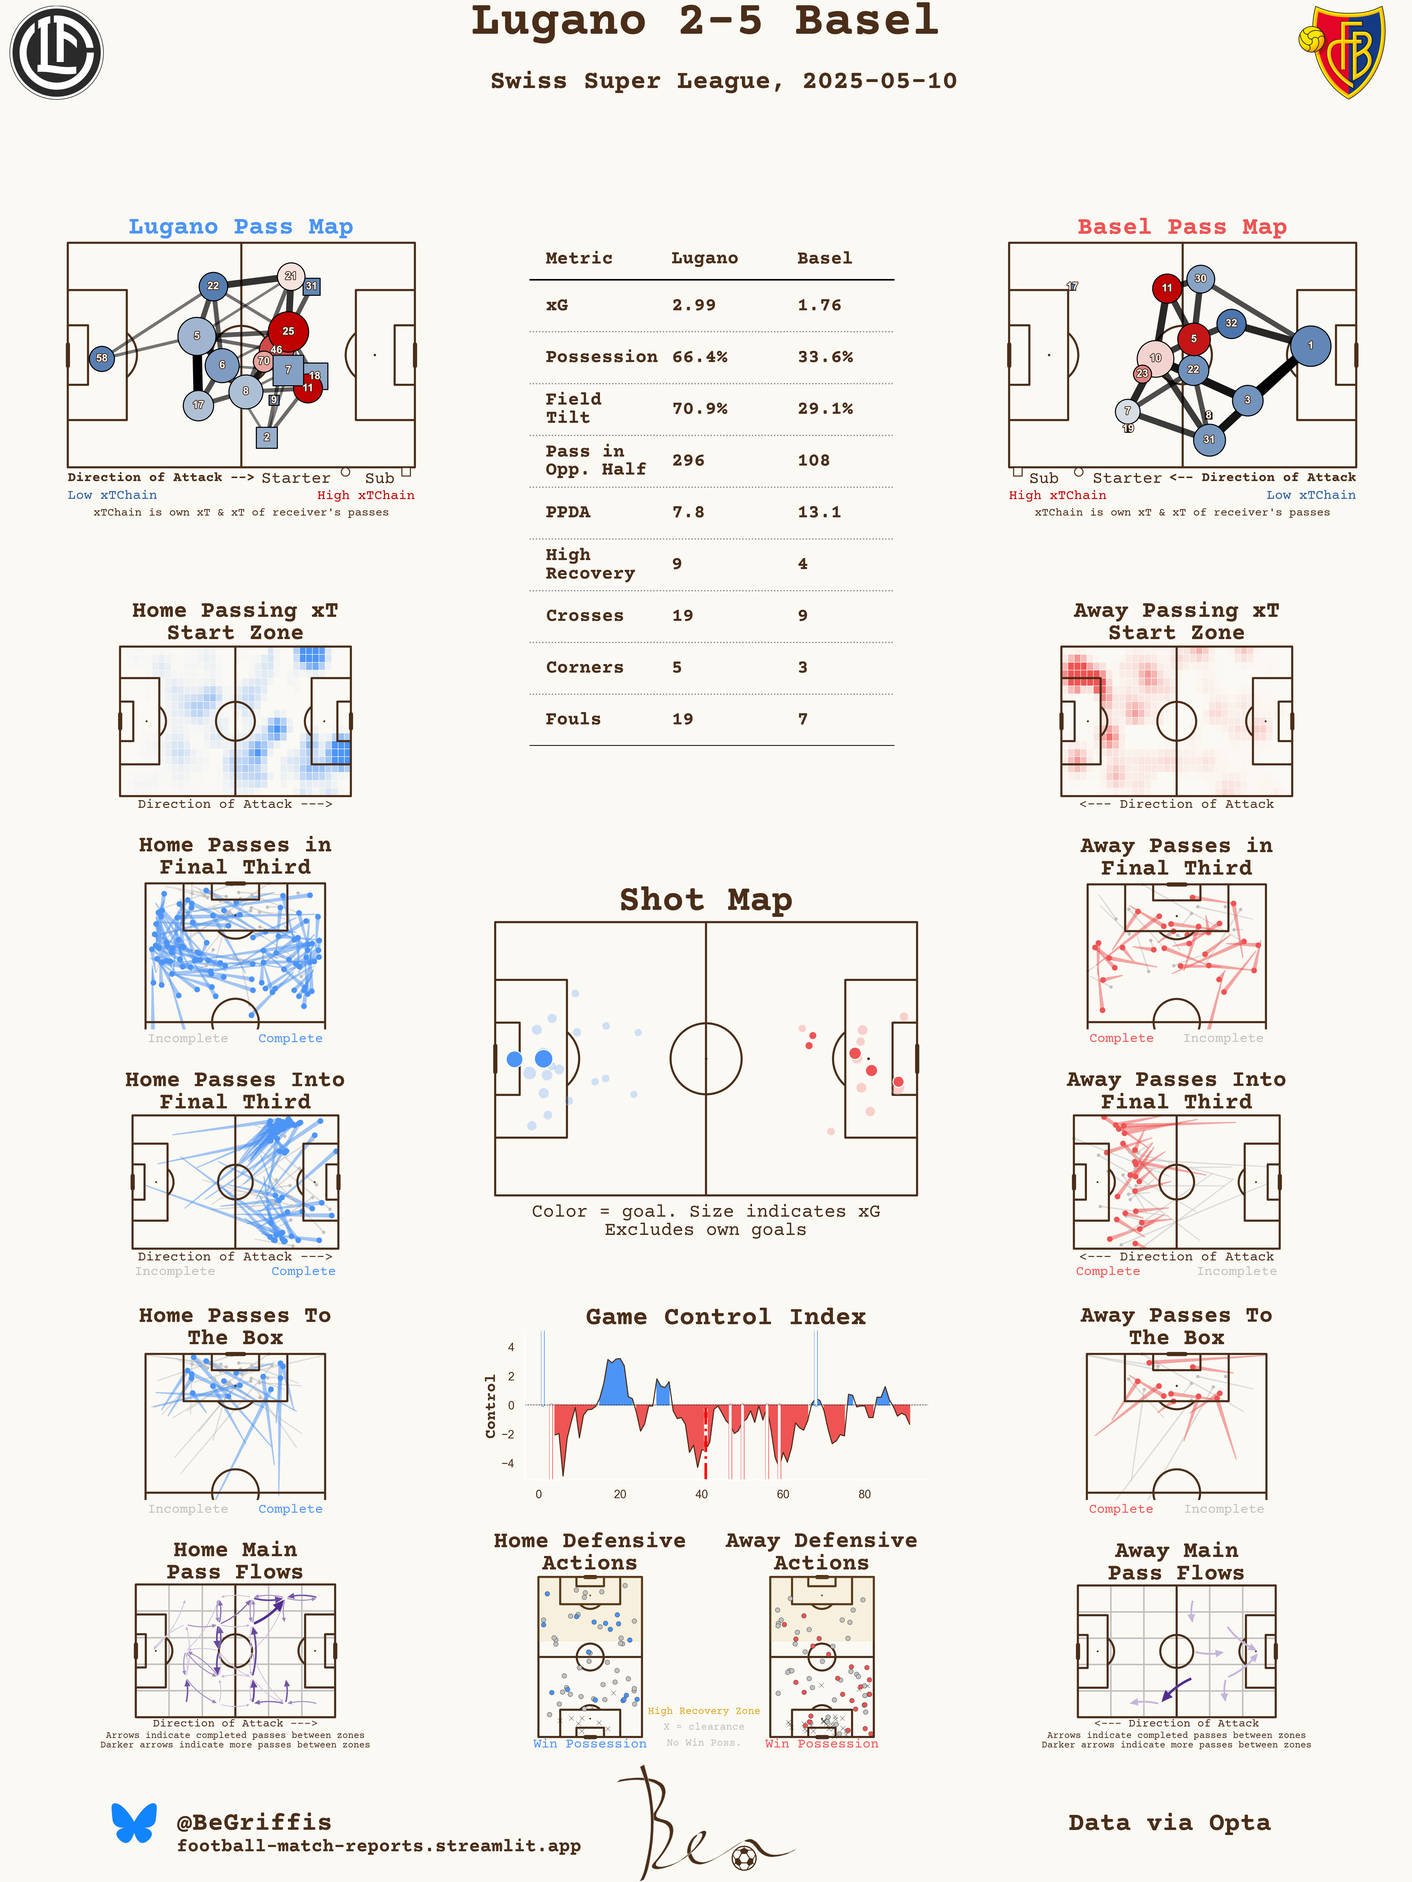 Lugano 2-5 Basel
Swiss Super League, 2025-05-10
Lugano Pass Map
22
21
31
5
25
46
58
6
70
7
18
11
8
9
17
2
Direction of Attack --> Starter Sub
Low xTChain High xTChain
xTChain is own xT & xT of receiver's passes
Metric Lugano Basel
xG 2.99 1.76
Possession 66.4% 33.6%
Field
Tilt 70.9% 29.1%
Pass in
Opp. Half 296 108
PPDA 7.8 13.1
High
Recovery 9 4
Crosses 19 9
Corners 5 3
Fouls 19 7
Basel Pass Map
17
11
30
32
5
1
10
23
22
3
7
8
19
31
Sub Starter <-- Direction of Attack
High xTChain Low xTChain
xTChain is own xT & xT of receiver's passes
Home Passing xT
Start Zone
Direction of Attack --->
Away Passing xT
Start Zone
<--- Direction of Attack
Home Passes in
Final Third
Incomplete Complete
Away Passes in
Final Third
Complete Incomplete
Shot Map
Color = goal. Size indicates xG
Excludes own goals
Home Passes Into
Final Third
Direction of Attack --->
Incomplete Complete
Away Passes Into
Final Third
<--- Direction of Attack
Complete Incomplete
Home Passes To
The Box
Incomplete Complete
Game Control Index
Control
4
2
0
−2
−4
0 20 40 60 80
Away Passes To
The Box
Complete Incomplete
Home Main
Pass Flows
Direction of Attack --->
Arrows indicate completed passes between zones
Darker arrows indicate more passes between zones
Home Defensive
Actions
Win Possession
High Recovery Zone
X = clearance
No Win Poss.
Away Defensive
Actions
Win Possession
Away Main
Pass Flows
<--- Direction of Attack
Arrows indicate completed passes between zones
Darker arrows indicate more passes between zones
@BeGriffis
football-match-reports.streamlit.app
Ben
Data via Opta